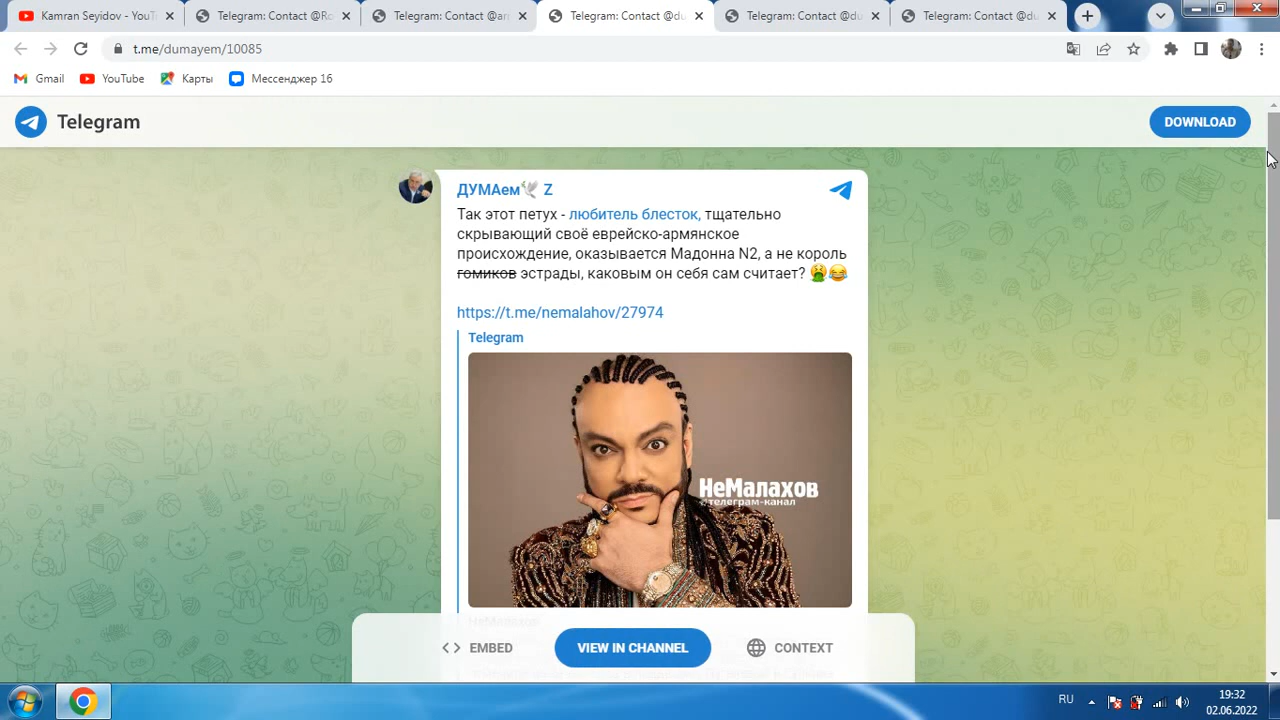 Kamran Seyidov - YouT
Telegram: Contact @Ro
Telegram: Contact @
Telegram: Contact @du
Telegram: Contact @du
Telegram: Contact @du
t.me/dumayem/10085
Gmail
YouTube
Карты
Мессенджер 16
Telegram
DOWNLOAD
ДУМАем🕊 Z
Так этот петух - любитель блесток, тщательно
скрывающий своё еврейско-армянское
происхождение, оказывается Мадонна N2, а не король
гомиков эстрады, каковым он себя сам считает? 🤮😂
https://t.me/nemalahov/27974
Telegram
НеМалахов
телеграм-канал
НеМалахов
EMBED
VIEW IN CHANNEL
CONTEXT
RU
19:32
02.06.2022